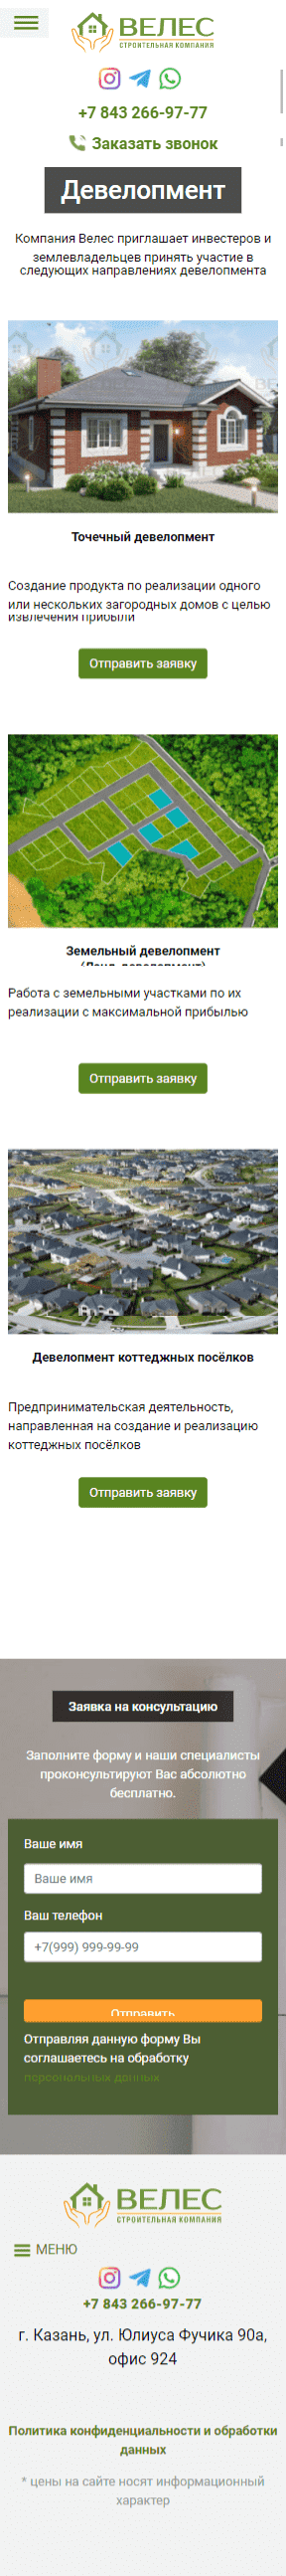 ВЕЛЕС
СТРОИТЕЛЬНАЯ КОМПАНИЯ
+7 843 266-97-77
Заказать звонок
Девелопмент
Компания Велес приглашает инвестеров и
землевладельцев принять участие в
следующих направлениях девелопмента
Точечный девелопмент
Создание продукта по реализации одного
или нескольких загородных домов с целью
извлечения прибыли
Отправить заявку
Земельный девелопмент
(Ленд-девелопмент)
Работа с земельными участками по их
реализации с максимальной прибылью
Отправить заявку
Девелопмент коттеджных посёлков
Предпринимательская деятельность,
направленная на создание и реализацию
коттеджных посёлков
Отправить заявку
Заявка на консультацию
Заполните форму и наши специалисты
проконсультируют Вас абсолютно
бесплатно.
Ваше имя
Ваше имя
Ваш телефон
+7(999) 999-99-99
Отправить
Отправляя данную форму Вы
соглашаетесь на обработку
персональных данных
ВЕЛЕС
СТРОИТЕЛЬНАЯ КОМПАНИЯ
МЕНЮ
+7 843 266-97-77
г. Казань, ул. Юлиуса Фучика 90а,
офис 924
Политика конфиденциальности и обработки
данных
* цены на сайте носят информационный
характер